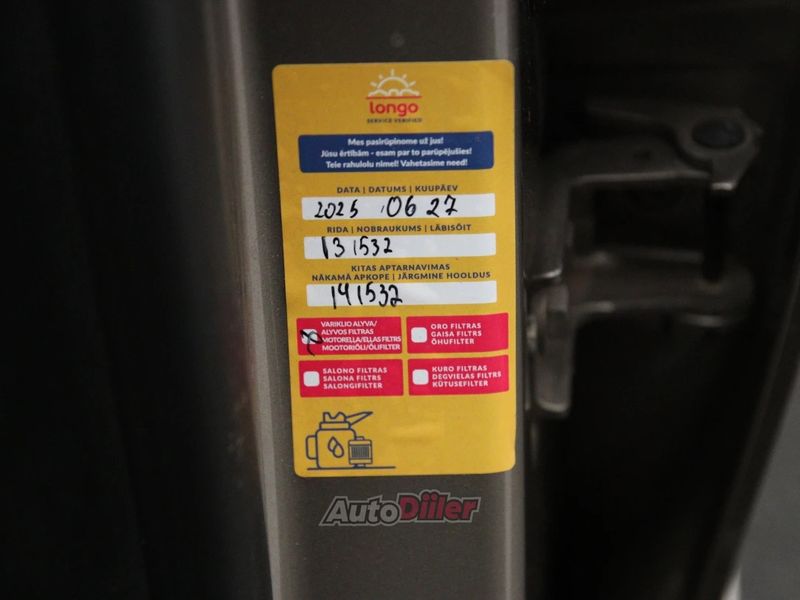 longo
SERVICE VERIFIED
Mes pasirūpinome už jus!
Jūsu ērtībām - esam par to parūpējušies!
Teie rahulolu nimel! Vahetasime need!
DATA | DATUMS | KUUPÄEV
2025 06 27
RIDA | NOBRAUKUMS | LÄBISÕIT
131532
KITAS APTARNAVIMAS
NĀKAMĀ APKOPE | JÄRGMINE HOOLDUS
141532
VARIKLIO ALYVA/
ALYVOS FILTRAS
MOTORELLA/ELLAS FILTRS
MOOTORIÕLI/ÕLIFILTER
ORO FILTRAS
GAISA FILTRS
ÕHUFILTER
SALONO FILTRAS
SALONA FILTRS
SALONGIFILTER
KURO FILTRAS
DEGVIELAS FILTRS
KÜTUSEFILTER
AutoDiiler